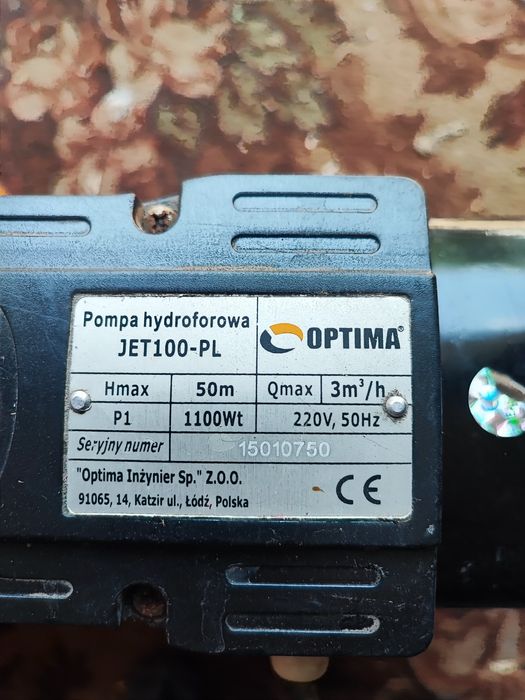 Pompa hydroforowa
JET100-PL
OPTIMA®
Hmax 50m Qmax 3m³/h
P1 1100Wt 220V, 50Hz
Seryjny numer 15010750
"Optima Inżynier Sp." Z.O.O.
91065, 14, Katzir ul., Łódź, Polska
CE